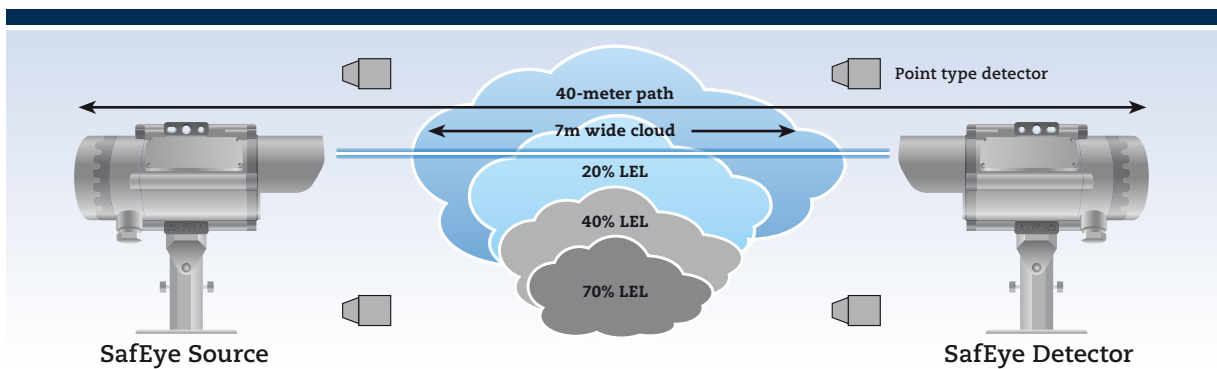 Point type detector
40-meter path
7m wide cloud
20% LEL
40% LEL
70% LEL
SafEye Source
SafEye Detector